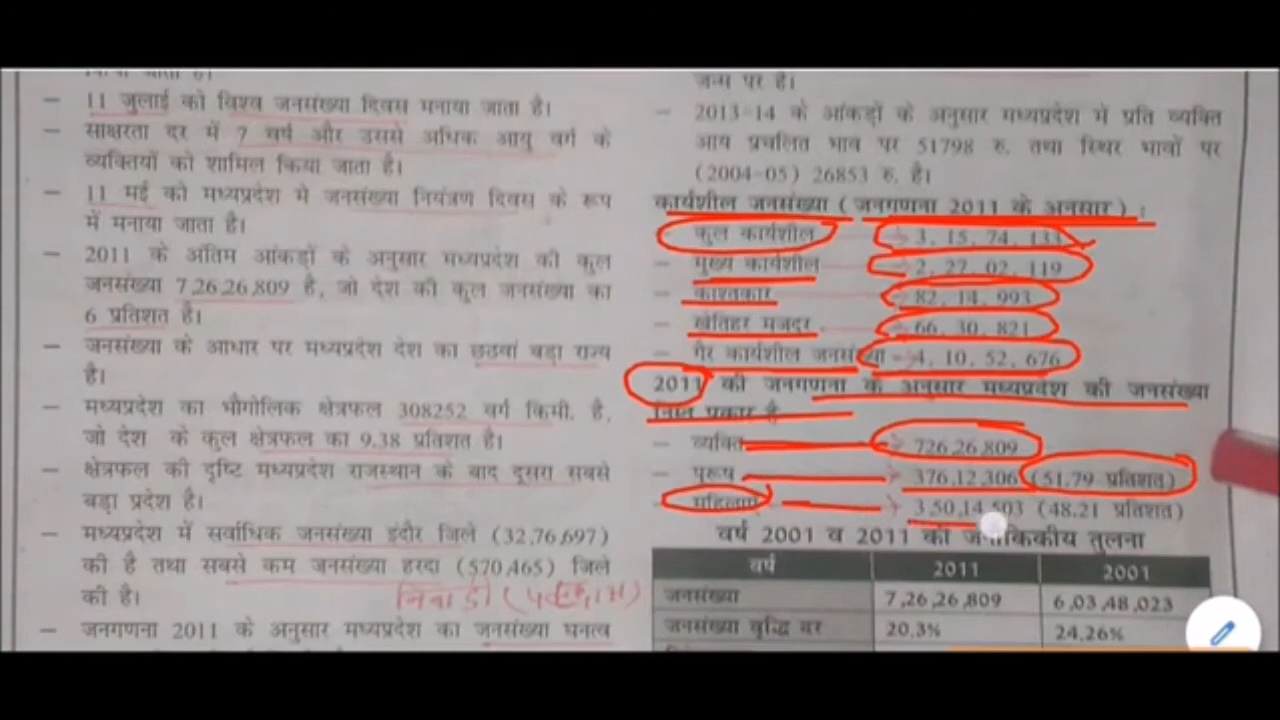 किया जाता है।
– 11 जुलाई को विश्व जनसंख्या दिवस मनाया जाता है।
– साक्षरता दर में 7 वर्ष और उससे अधिक आयु वर्ग के
व्यक्तियों को शामिल किया जाता है।
– 11 मई को मध्यप्रदेश मे जनसंख्या नियंत्रण दिवस के रूप
में मनाया जाता है।
– 2011 के अंतिम आंकड़ों के अनुसार मध्यप्रदेश की कुल
जनसंख्या 7,26,26,809 है, जो देश की कुल जनसंख्या का
6 प्रतिशत है।
– जनसंख्या के आधार पर मध्यप्रदेश देश का छठवां बड़ा राज्य
है।
– मध्यप्रदेश का भौगोलिक क्षेत्रफल 308252 वर्ग किमी. है,
जो देश के कुल क्षेत्रफल का 9.38 प्रतिशत है।
– क्षेत्रफल की दृष्टि मध्यप्रदेश राजस्थान के बाद दूसरा सबसे
बड़ा प्रदेश है।
– मध्यप्रदेश में सर्वाधिक जनसंख्या इंदौर जिले (32,76,697)
की है तथा सबसे कम जनसंख्या हरदा (570,465) जिले
की है।
निवाडी
– जनगणना 2011 के अनुसार मध्यप्रदेश का जनसंख्या घनत्व
जन्म पर है।
– 2013-14 के आंकड़ों के अनुसार मध्यप्रदेश में प्रति व्यक्ति
आय प्रचलित भाव पर 51798 रु. तथा स्थिर भावों पर
(2004-05) 26853 रु. है।
कार्यशील जनसंख्या (जनगणना 2011 के अनुसार) :
कुल कार्यशील 3, 15, 74, 133
– मुख्य कार्यशील 2, 27, 02, 119
– काश्तकार 82, 14, 993
– खेतिहर मजदूर 66, 30, 821
– गैर कार्यशील जनसंख्या 4, 10, 52, 676
2011 की जनगणना के अनुसार मध्यप्रदेश की जनसंख्या
निम्न प्रकार है
– व्यक्ति 726,26,809
– पुरूष 376,12,306 (51.79 प्रतिशत)
– महिलाएं 3,50,14,503 (48.21 प्रतिशत)
वर्ष 2001 व 2011 की जनांकिकीय तुलना
वर्ष 2011 2001
जनसंख्या 7,26,26,809 6,03,48,023
जनसंख्या वृद्धि दर 20.3% 24.26%